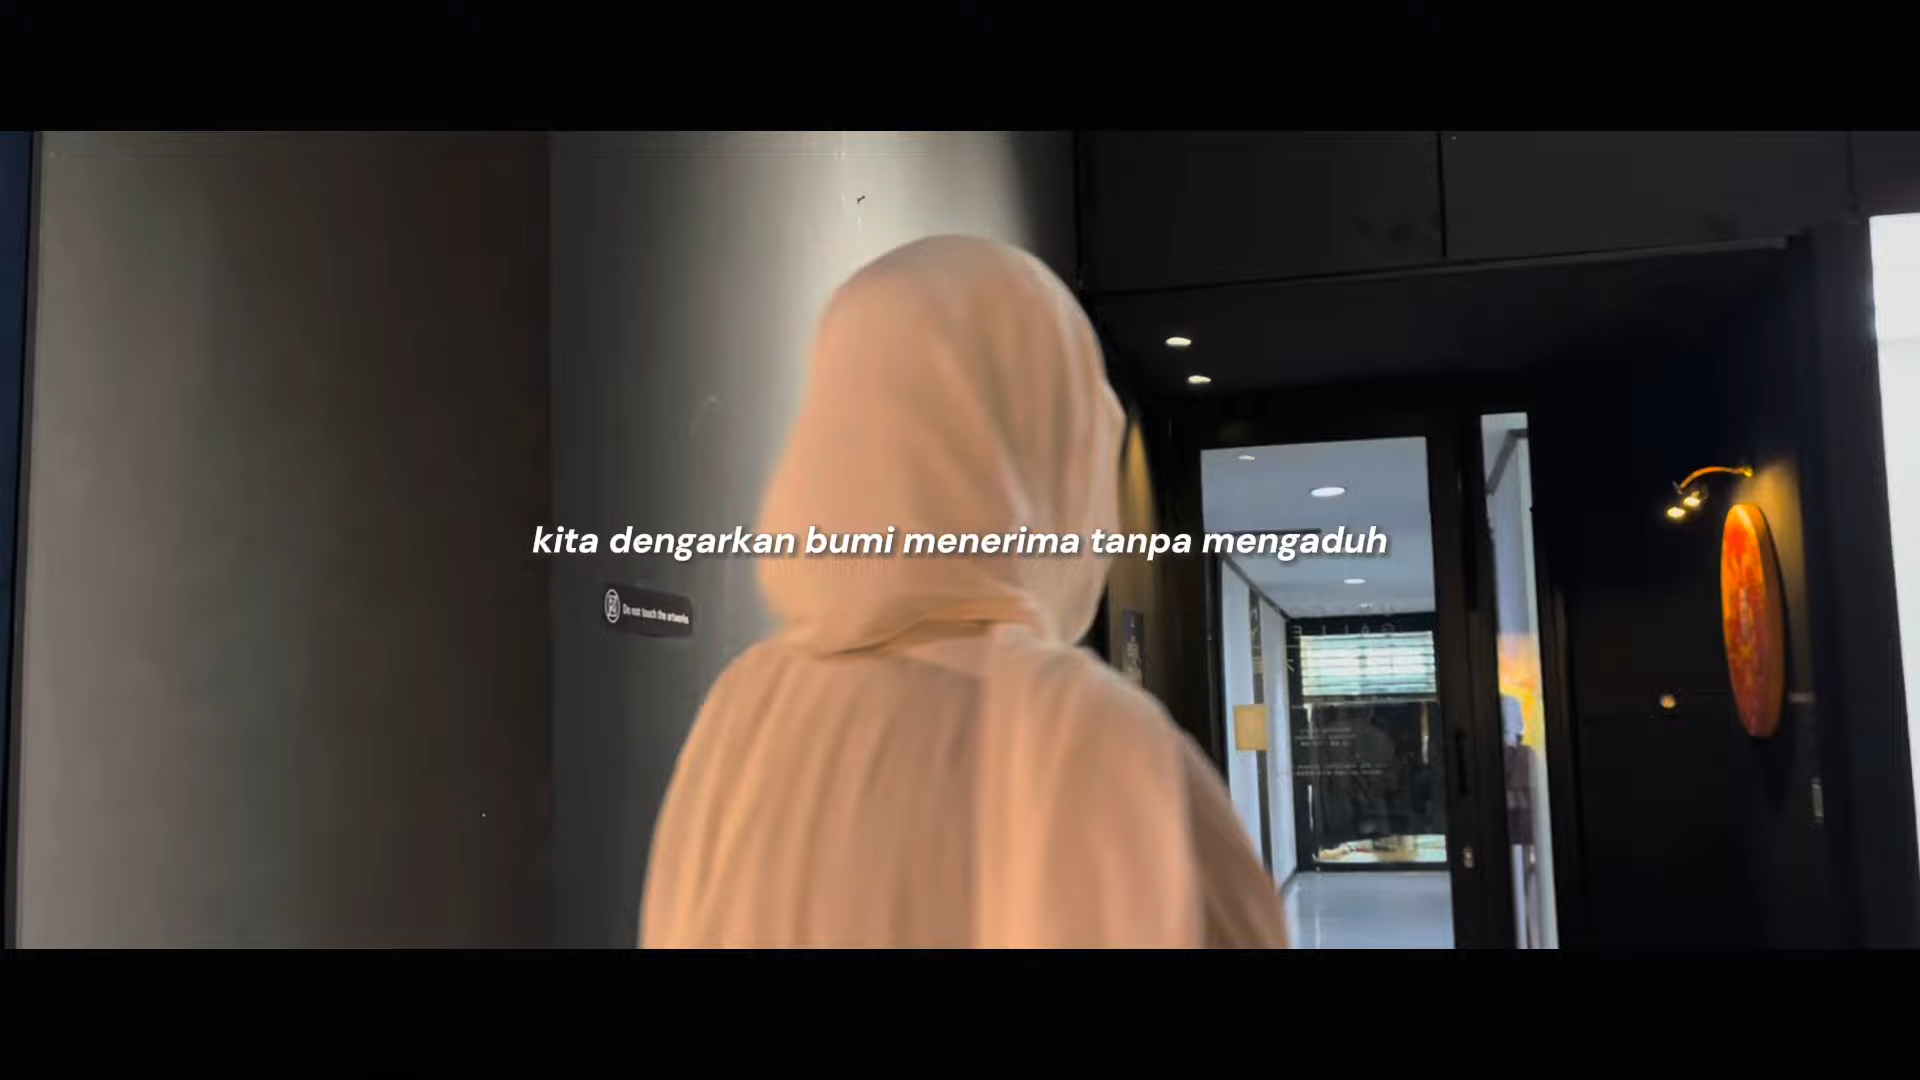 kita dengarkan bumi menerima tanpa mengaduh
Do not touch the artworks